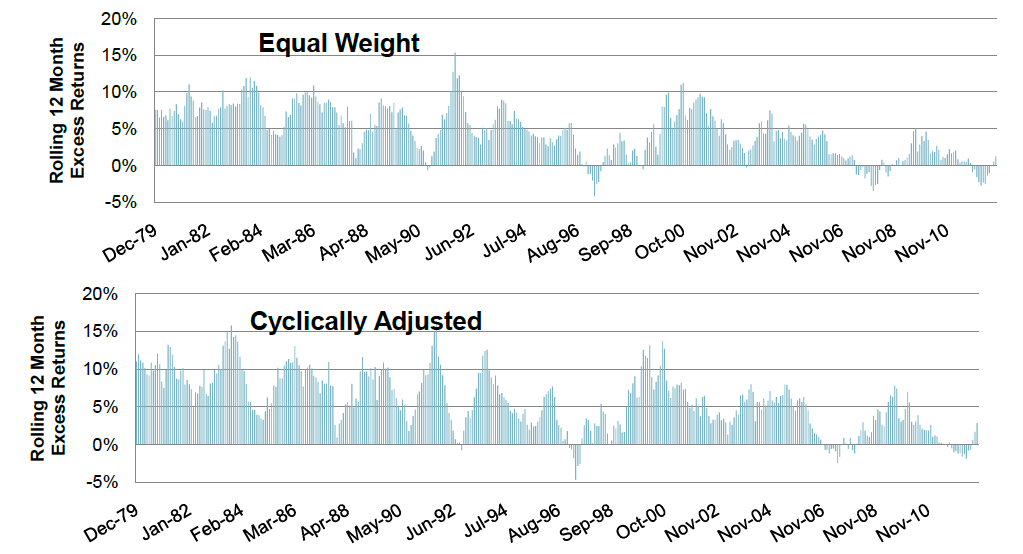 20%
Equal Weight
15%
10%
5%
0%
-5%
Rolling 12 Month
Excess Returns
Dec-79
Jan-82
Feb-84
Mar-86
Apr-88
May-90
Jun-92
Jul-94
Aug-96
Sep-98
Oct-00
Nov-02
Nov-04
Nov-06
Nov-08
Nov-10
20%
Cyclically Adjusted
15%
10%
5%
0%
-5%
Rolling 12 Month
Excess Returns
Dec-79
Jan-82
Feb-84
Mar-86
Apr-88
May-90
Jun-92
Jul-94
Aug-96
Sep-98
Oct-00
Nov-02
Nov-04
Nov-06
Nov-08
Nov-10